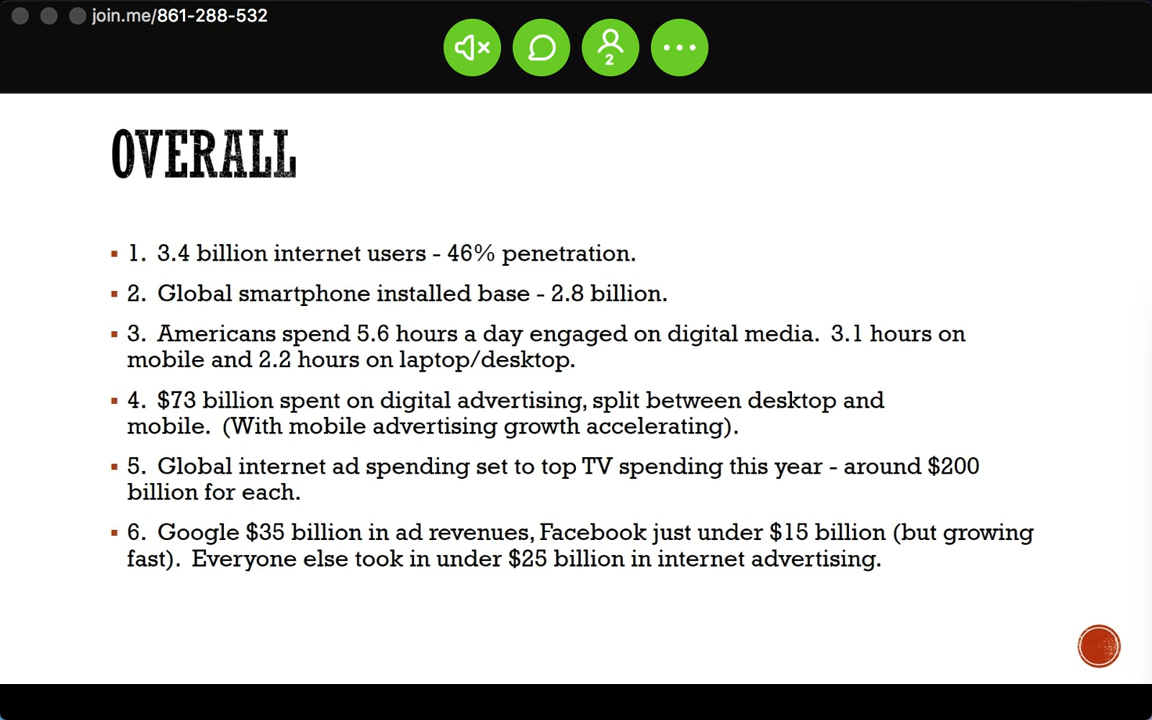 join.me/861-288-532
2
OVERALL
▪ 1. 3.4 billion internet users - 46% penetration.
▪ 2. Global smartphone installed base - 2.8 billion.
▪ 3. Americans spend 5.6 hours a day engaged on digital media. 3.1 hours on
mobile and 2.2 hours on laptop/desktop.
▪ 4. $73 billion spent on digital advertising, split between desktop and
mobile. (With mobile advertising growth accelerating).
▪ 5. Global internet ad spending set to top TV spending this year - around $200
billion for each.
▪ 6. Google $35 billion in ad revenues, Facebook just under $15 billion (but growing
fast). Everyone else took in under $25 billion in internet advertising.